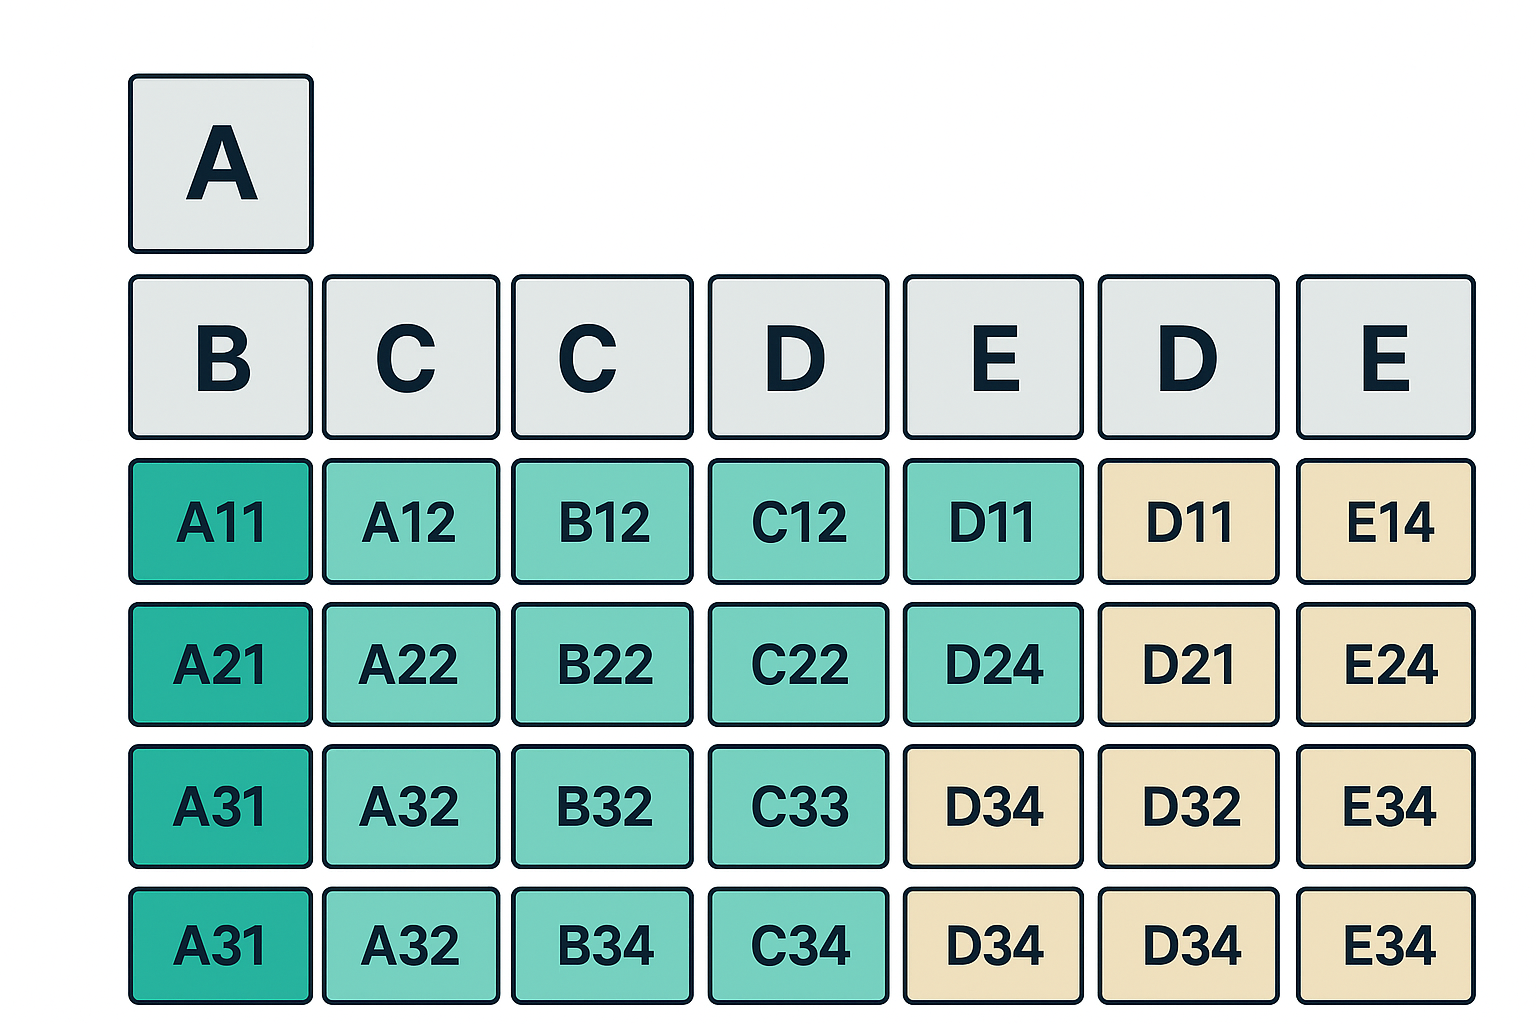 A
B C C D E D E
A11 A12 B12 C12 D11 D11 E14
A21 A22 B22 C22 D24 D21 E24
A31 A32 B32 C33 D34 D32 E34
A31 A32 B34 C34 D34 D34 E34